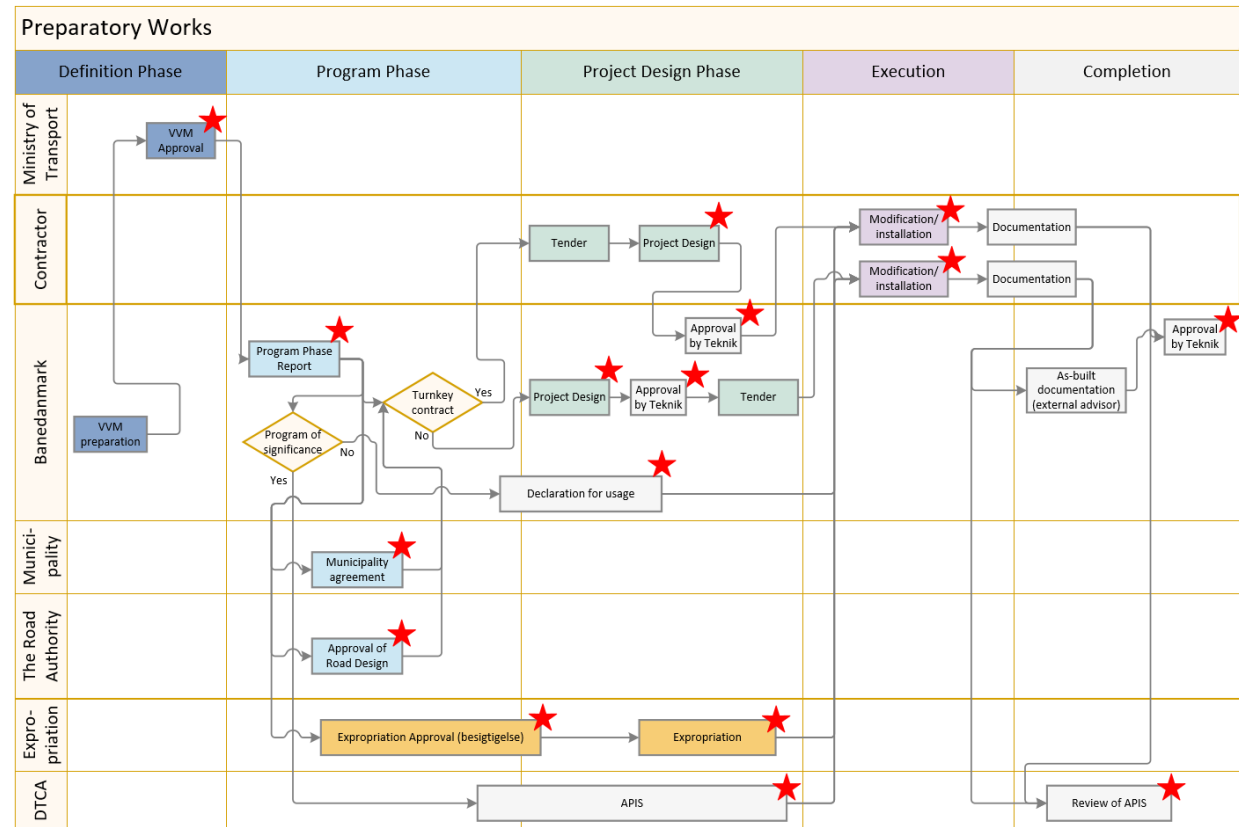 Preparatory Works
Definition Phase
Program Phase
Project Design Phase
Execution
Completion
Ministry of
Transport
VVM
Approval
Contractor
Tender
Project Design
Modification/
installation
Documentation
Modification/
installation
Documentation
Banedanmark
VVM
preparation
Program Phase
Report
Program of
significance
Yes
No
Turnkey
contract
Yes
No
Approval
by Teknik
Project Design
Approval
by Teknik
Tender
Declaration for usage
As-built
documentation
(external advisor)
Approval
by Teknik
Munici-
pality
Municipality
agreement
The Road
Authority
Approval of
Road Design
Expro-
priation
Expropriation Approval (besigtigelse)
Expropriation
DTCA
APIS
Review of APIS